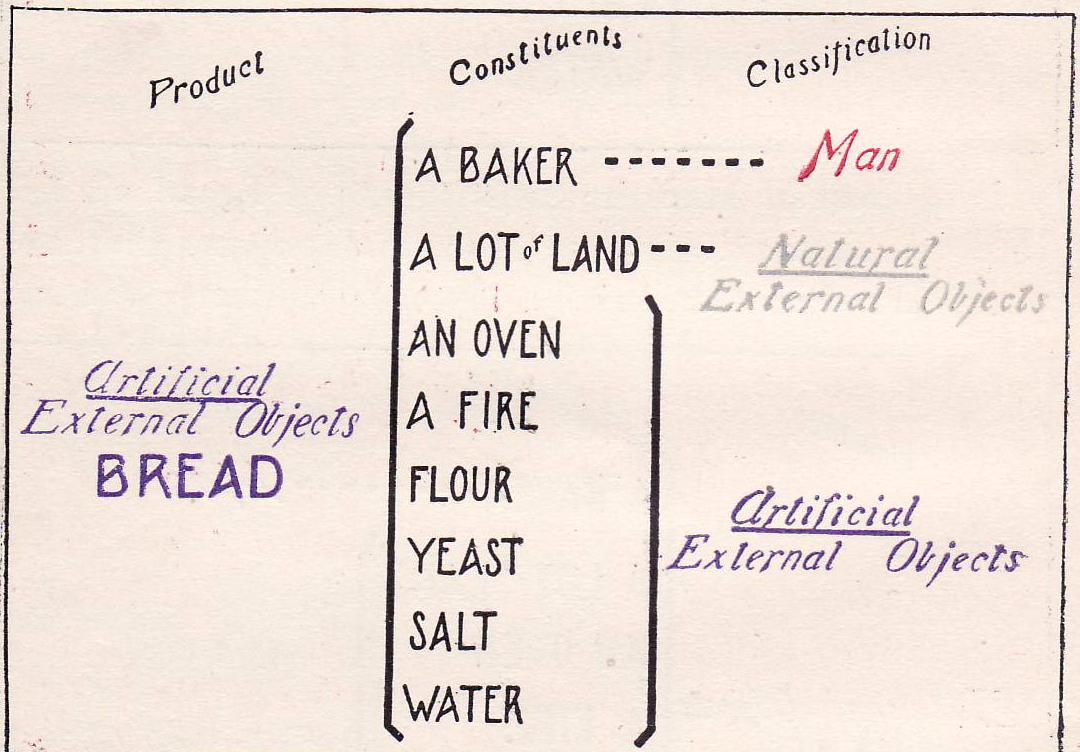 Product Constituents Classification
A BAKER ------- Man
A LOT of LAND --- Natural
External Objects
AN OVEN
Artificial
External Objects
BREAD
A FIRE
FLOUR
YEAST
SALT
WATER
Artificial
External Objects